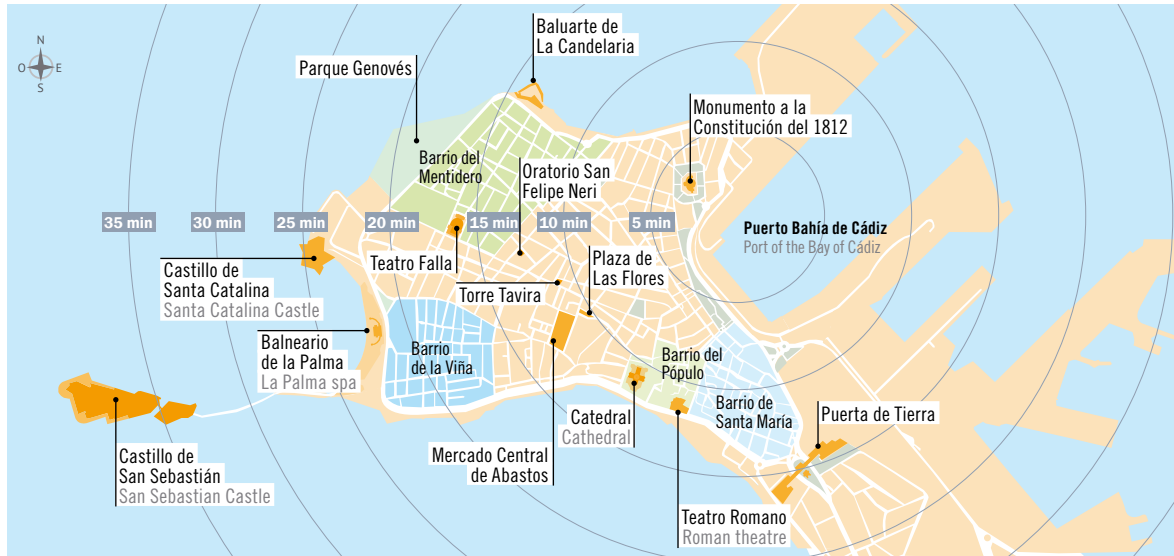 N
O
E
S
Baluarte de
La Candelaria
Parque Genovés
Monumento a la
Constitución del 1812
Barrio del
Mentidero
Oratorio San
Felipe Neri
35 min
30 min
25 min
20 min
15 min
10 min
5 min
Puerto Bahía de Cádiz
Port of the Bay of Cádiz
Teatro Falla
Plaza de
Las Flores
Castillo de
Santa Catalina
Santa Catalina Castle
Torre Tavira
Balneario
de la Palma
La Palma spa
Barrio
de la Viña
Barrio del
Pópulo
Barrio de
Santa María
Puerta de Tierra
Catedral
Cathedral
Mercado Central
de Abastos
Castillo de
San Sebastián
San Sebastian Castle
Teatro Romano
Roman theatre